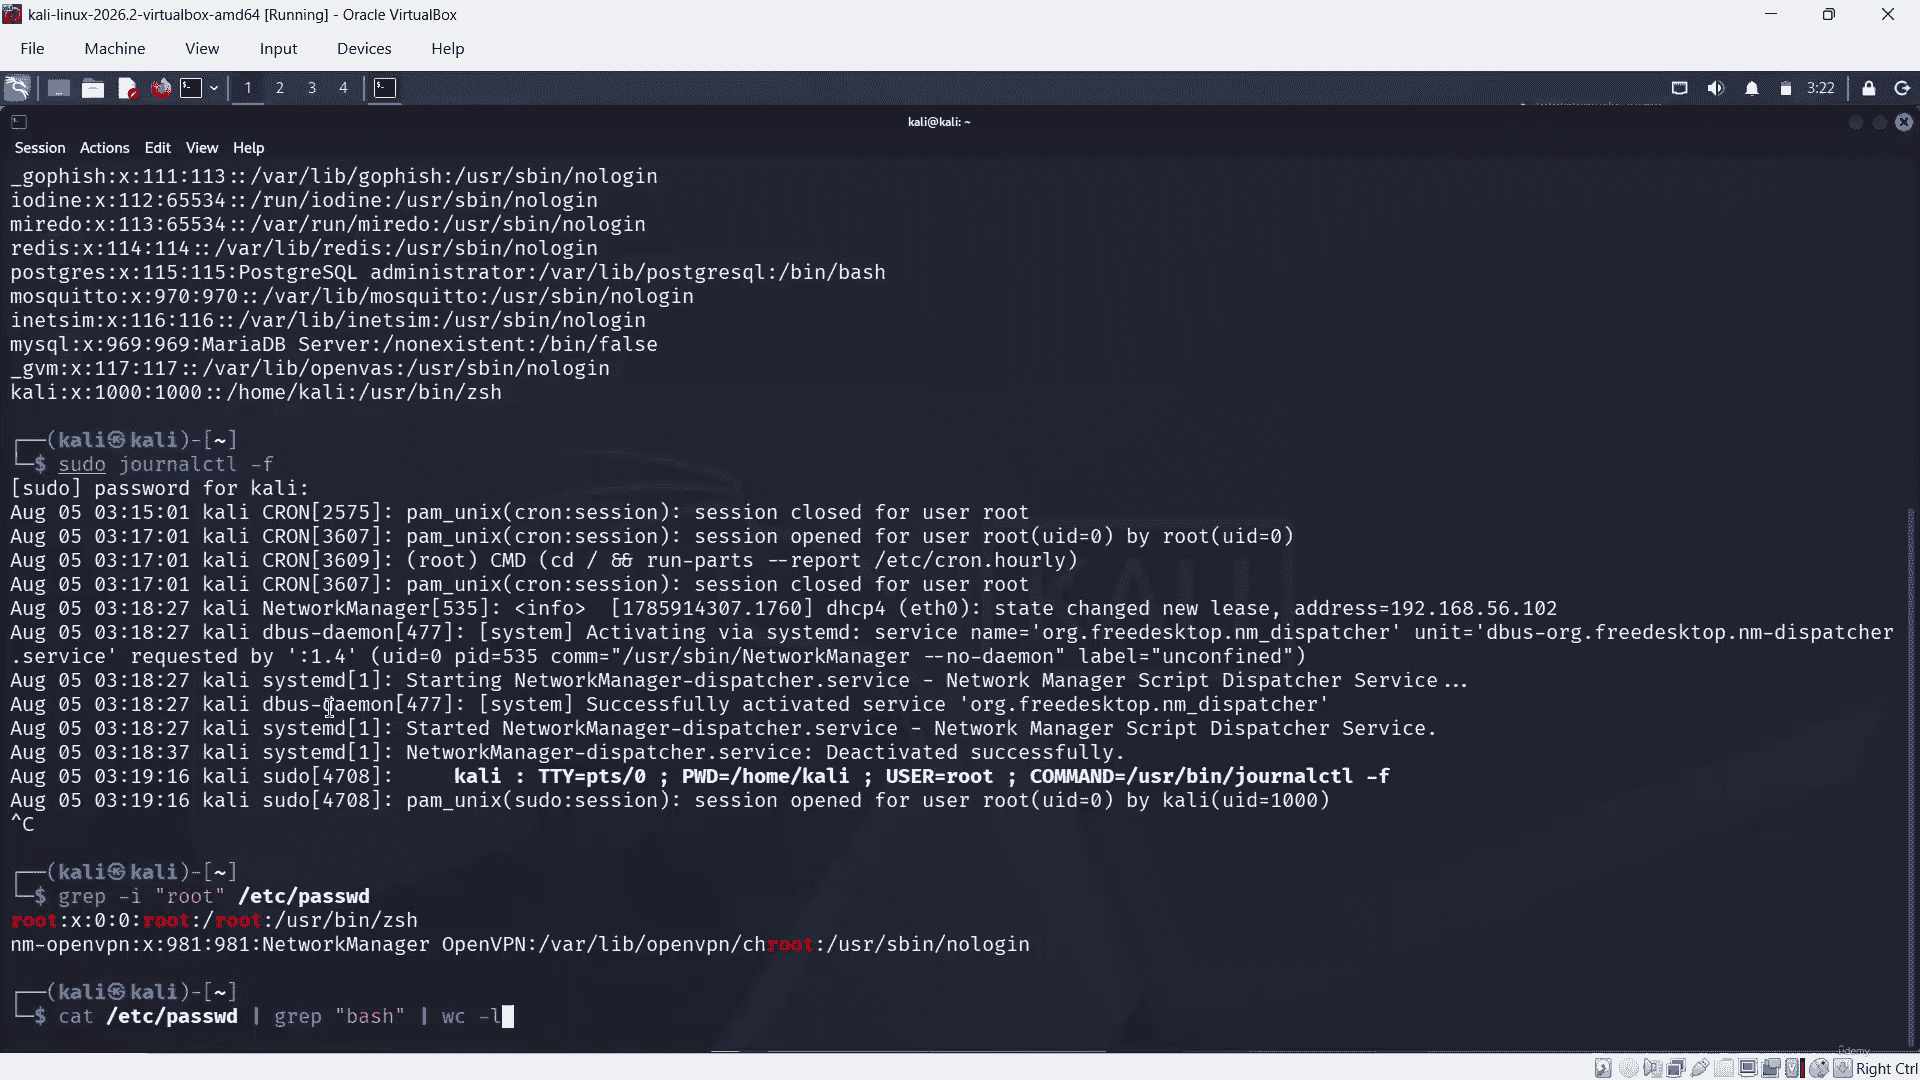 kali-linux-2026.2-virtualbox-amd64 [Running] - Oracle VirtualBox
File Machine View Input Devices Help
1 2 3 4 3:22
kali@kali: ~
Session Actions Edit View Help
_gophish:x:111:113::/var/lib/gophish:/usr/sbin/nologin
iodine:x:112:65534::/run/iodine:/usr/sbin/nologin
miredo:x:113:65534::/var/run/miredo:/usr/sbin/nologin
redis:x:114:114::/var/lib/redis:/usr/sbin/nologin
postgres:x:115:115:PostgreSQL administrator:/var/lib/postgresql:/bin/bash
mosquitto:x:970:970::/var/lib/mosquitto:/usr/sbin/nologin
inetsim:x:116:116::/var/lib/inetsim:/usr/sbin/nologin
mysql:x:969:969:MariaDB Server:/nonexistent:/bin/false
_gvm:x:117:117::/var/lib/openvas:/usr/sbin/nologin
kali:x:1000:1000::/home/kali:/usr/bin/zsh
┌──(kali㉿kali)-[~]
└─$ sudo journalctl -f
[sudo] password for kali:
Aug 05 03:15:01 kali CRON[2575]: pam_unix(cron:session): session closed for user root
Aug 05 03:17:01 kali CRON[3607]: pam_unix(cron:session): session opened for user root(uid=0) by root(uid=0)
Aug 05 03:17:01 kali CRON[3609]: (root) CMD (cd / && run-parts --report /etc/cron.hourly)
Aug 05 03:17:01 kali CRON[3607]: pam_unix(cron:session): session closed for user root
Aug 05 03:18:27 kali NetworkManager[535]: <info>  [1785914307.1760] dhcp4 (eth0): state changed new lease, address=192.168.56.102
Aug 05 03:18:27 kali dbus-daemon[477]: [system] Activating via systemd: service name='org.freedesktop.nm_dispatcher' unit='dbus-org.freedesktop.nm-dispatcher
.service' requested by ':1.4' (uid=0 pid=535 comm="/usr/sbin/NetworkManager --no-daemon" label="unconfined")
Aug 05 03:18:27 kali systemd[1]: Starting NetworkManager-dispatcher.service - Network Manager Script Dispatcher Service...
Aug 05 03:18:27 kali dbus-daemon[477]: [system] Successfully activated service 'org.freedesktop.nm_dispatcher'
Aug 05 03:18:27 kali systemd[1]: Started NetworkManager-dispatcher.service - Network Manager Script Dispatcher Service.
Aug 05 03:18:37 kali systemd[1]: NetworkManager-dispatcher.service: Deactivated successfully.
Aug 05 03:19:16 kali sudo[4708]:     kali : TTY=pts/0 ; PWD=/home/kali ; USER=root ; COMMAND=/usr/bin/journalctl -f
Aug 05 03:19:16 kali sudo[4708]: pam_unix(sudo:session): session opened for user root(uid=0) by kali(uid=1000)
^C
┌──(kali㉿kali)-[~]
└─$ grep -i "root" /etc/passwd
root:x:0:0:root:/root:/usr/bin/zsh
nm-openvpn:x:981:981:NetworkManager OpenVPN:/var/lib/openvpn/chroot:/usr/sbin/nologin
┌──(kali㉿kali)-[~]
└─$ cat /etc/passwd | grep "bash" | wc -l
KALI
Udemy
Right Ctrl